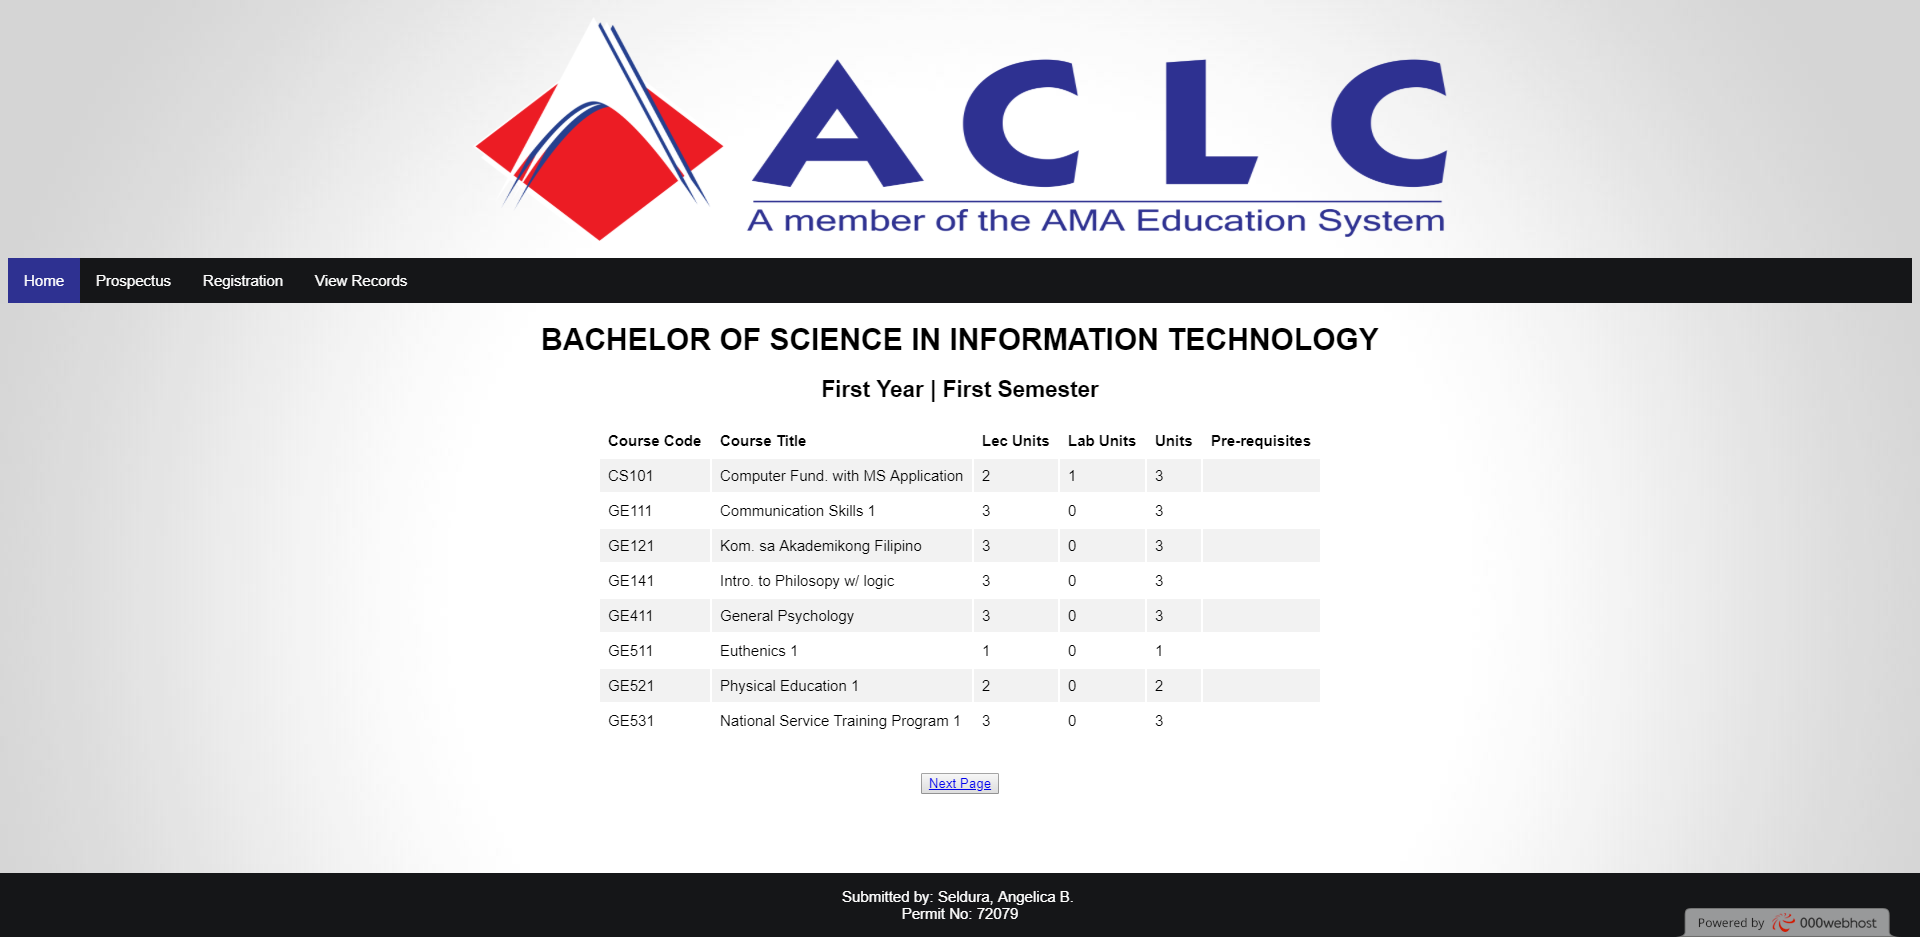 ACLC
A member of the AMA Education System
Home Prospectus Registration View Records
BACHELOR OF SCIENCE IN INFORMATION TECHNOLOGY
First Year | First Semester
Course Code Course Title Lec Units Lab Units Units Pre-requisites
CS101 Computer Fund. with MS Application 2 1 3
GE111 Communication Skills 1 3 0 3
GE121 Kom. sa Akademikong Filipino 3 0 3
GE141 Intro. to Philosopy w/ logic 3 0 3
GE411 General Psychology 3 0 3
GE511 Euthenics 1 1 0 1
GE521 Physical Education 1 2 0 2
GE531 National Service Training Program 1 3 0 3
Next Page
Submitted by: Seldura, Angelica B.
Permit No: 72079
Powered by 000webhost